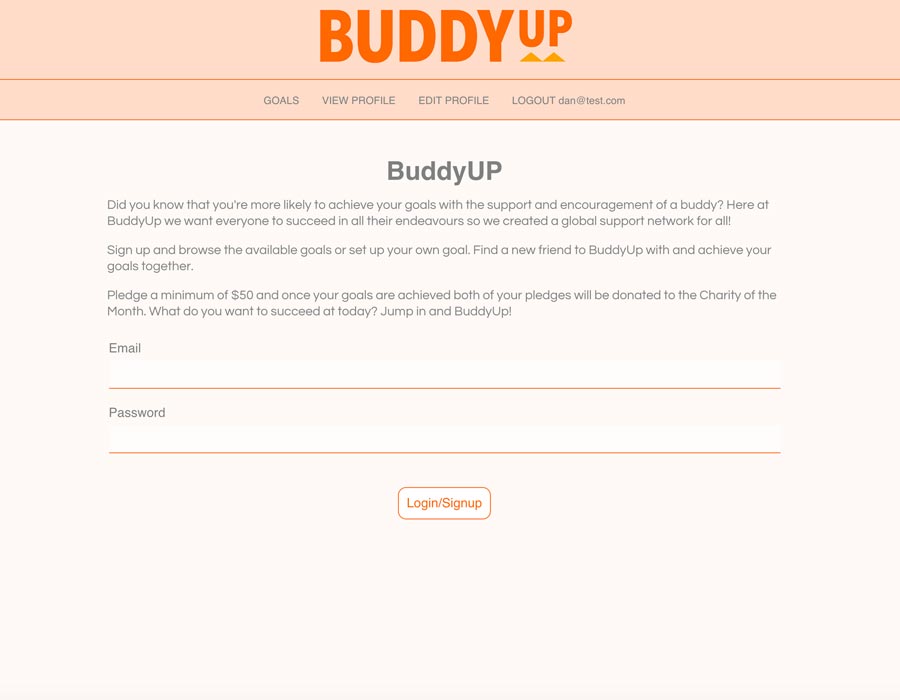 BUDDYUP
GOALS VIEW PROFILE EDIT PROFILE LOGOUT dan@test.com
BuddyUP
Did you know that you're more likely to achieve your goals with the support and encouragement of a buddy? Here at
BuddyUp we want everyone to succeed in all their endeavours so we created a global support network for all!
Sign up and browse the available goals or set up your own goal. Find a new friend to BuddyUp with and achieve your
goals together.
Pledge a minimum of $50 and once your goals are achieved both of your pledges will be donated to the Charity of the
Month. What do you want to succeed at today? Jump in and BuddyUp!
Email
Password
Login/Signup